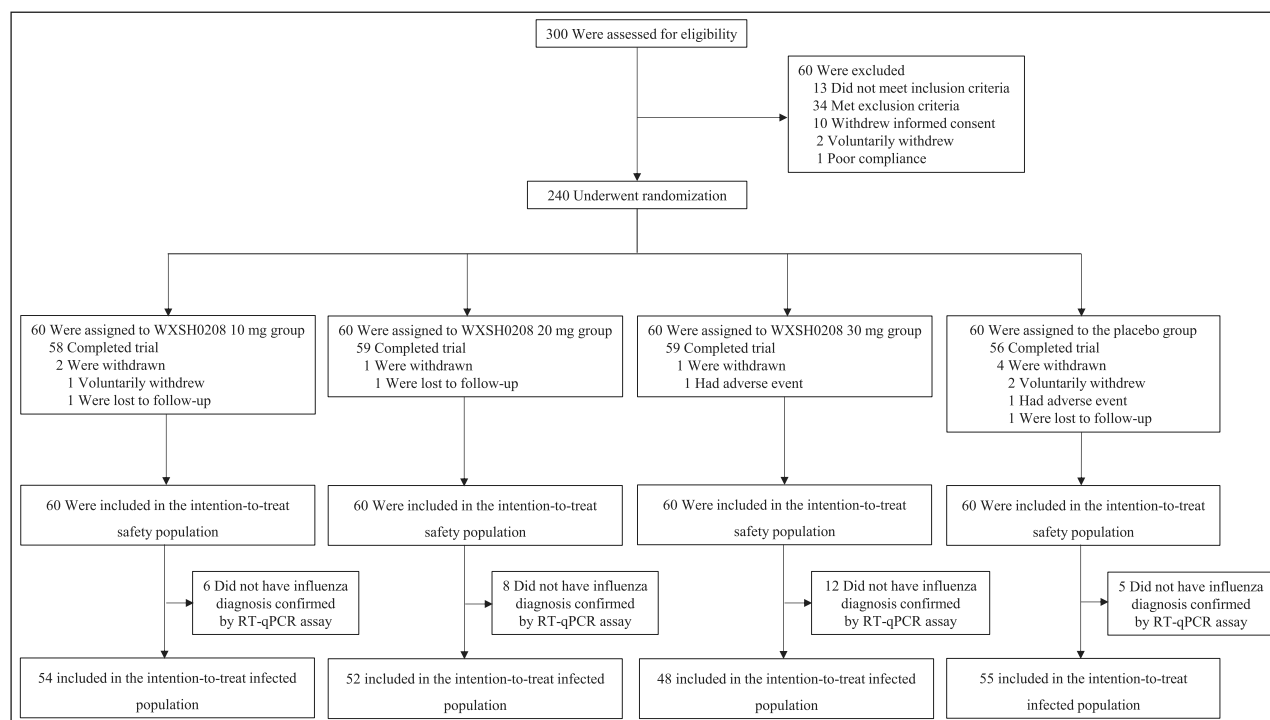 300 Were assessed for eligibility
60 Were excluded
13 Did not meet inclusion criteria
34 Met exclusion criteria
10 Withdrew informed consent
2 Voluntarily withdrew
1 Poor compliance
240 Underwent randomization
60 Were assigned to WXSH0208 10 mg group
58 Completed trial
2 Were withdrawn
1 Voluntarily withdrew
1 Were lost to follow-up
60 Were assigned to WXSH0208 20 mg group
59 Completed trial
1 Were withdrawn
1 Were lost to follow-up
60 Were assigned to WXSH0208 30 mg group
59 Completed trial
1 Were withdrawn
1 Had adverse event
60 Were assigned to the placebo group
56 Completed trial
4 Were withdrawn
2 Voluntarily withdrew
1 Had adverse event
1 Were lost to follow-up
60 Were included in the intention-to-treat
safety population
60 Were included in the intention-to-treat
safety population
60 Were included in the intention-to-treat
safety population
60 Were included in the intention-to-treat
safety population
6 Did not have influenza
diagnosis confirmed
by RT-qPCR assay
8 Did not have influenza
diagnosis confirmed
by RT-qPCR assay
12 Did not have influenza
diagnosis confirmed
by RT-qPCR assay
5 Did not have influenza
diagnosis confirmed
by RT-qPCR assay
54 included in the intention-to-treat infected
population
52 included in the intention-to-treat infected
population
48 included in the intention-to-treat infected
population
55 included in the intention-to-treat
infected population